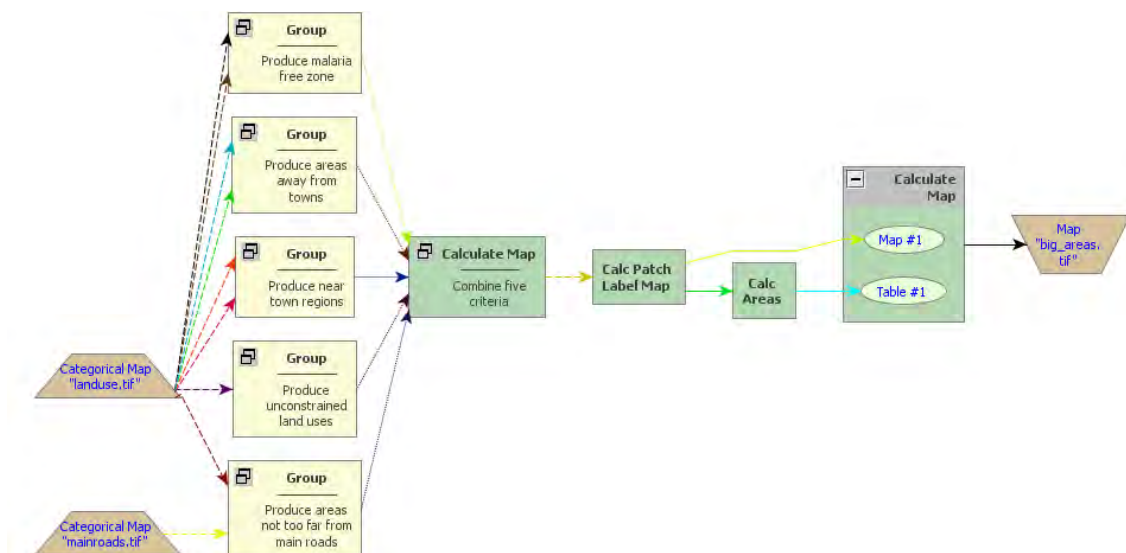 Group
Produce malaria
free zone
Group
Produce areas
away from
towns
Group
Produce near
town regions
Group
Produce
unconstrained
land uses
Group
Produce areas
not too far from
main roads
Categorical Map
"landuse.tif"
Categorical Map
"mainroads.tif"
Calculate Map
Combine five
criteria
Calc Patch
Label Map
Calc
Areas
Calculate
Map
Map #1
Table #1
Map
"big_areas.
tif"